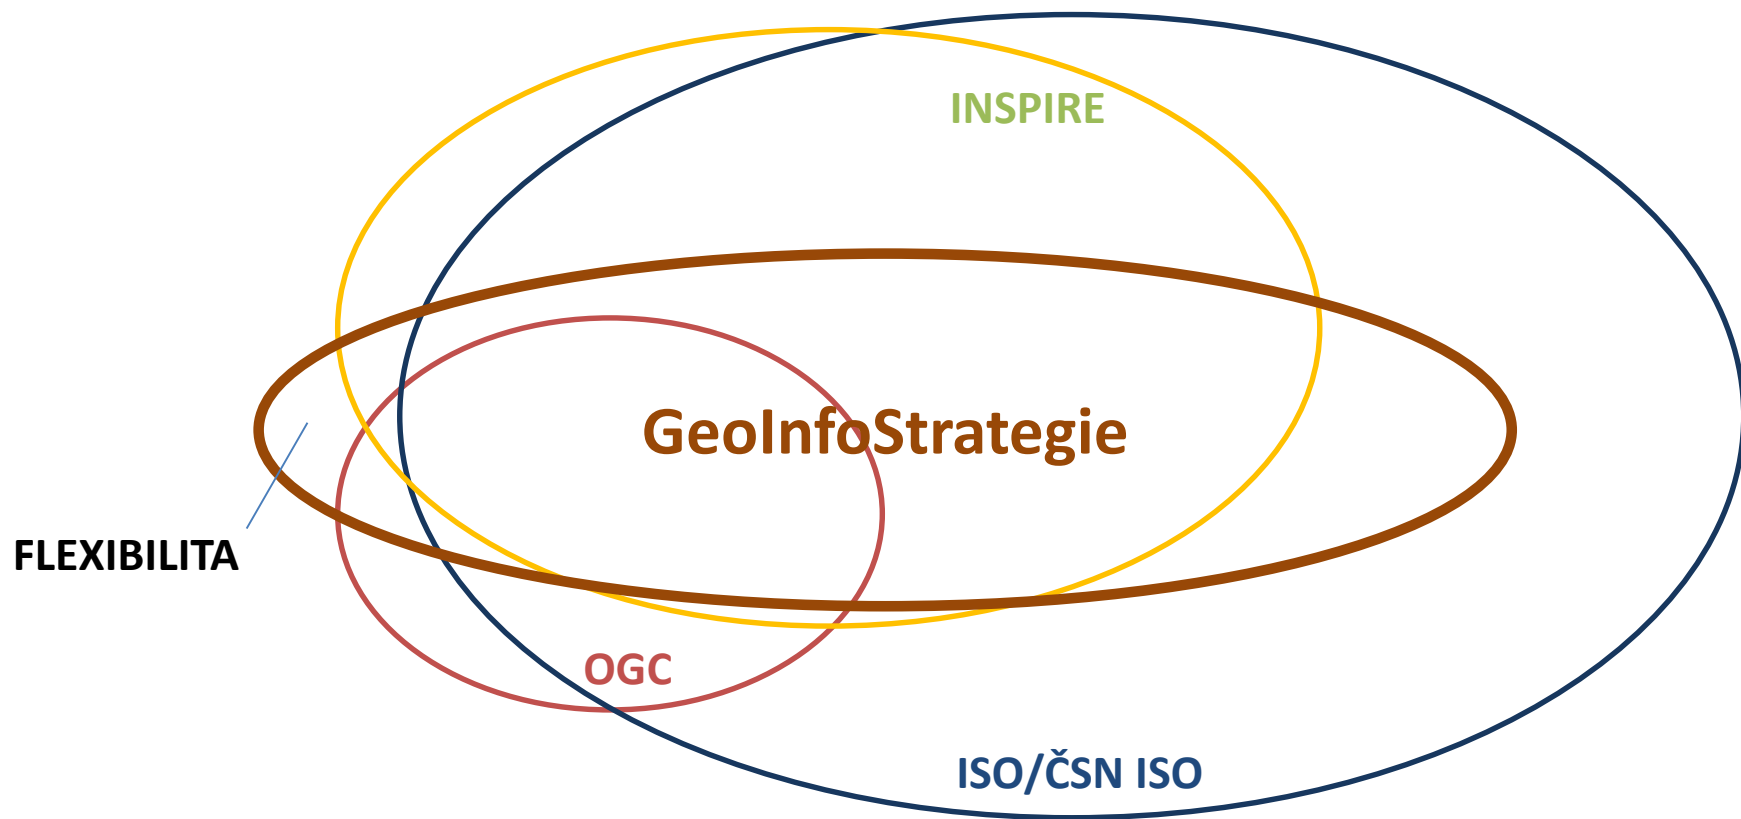 INSPIRE
GeoInfoStrategie
FLEXIBILITA
OGC
ISO/ČSN ISO